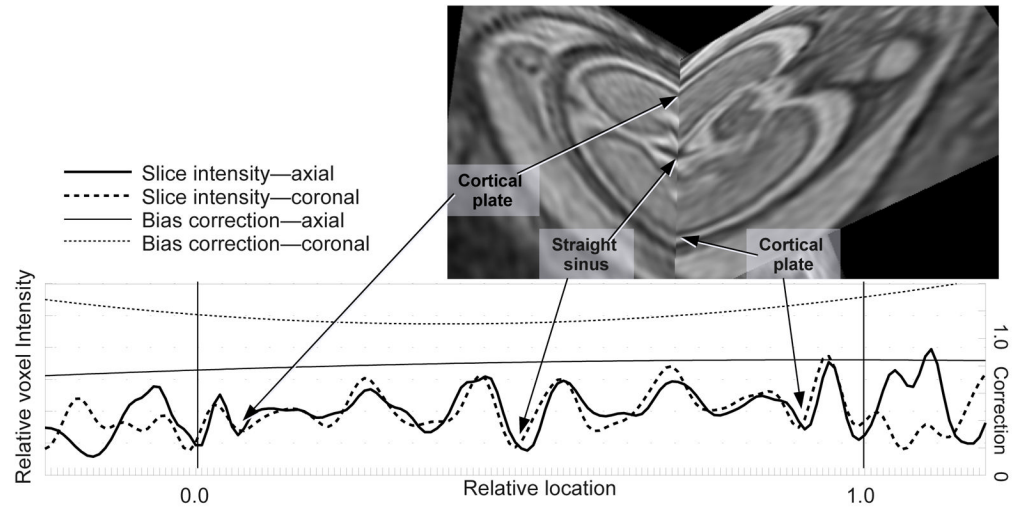 Cortical
plate
Straight
sinus
Cortical
plate
Slice intensity—axial
Slice intensity—coronal
Bias correction—axial
Bias correction—coronal
Relative voxel Intensity
1.0
Correction
0
0.0
Relative location
1.0